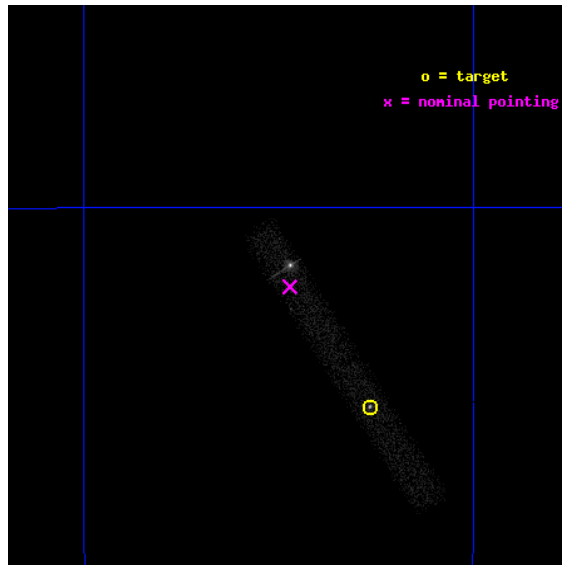 o = target
x = nominal pointing